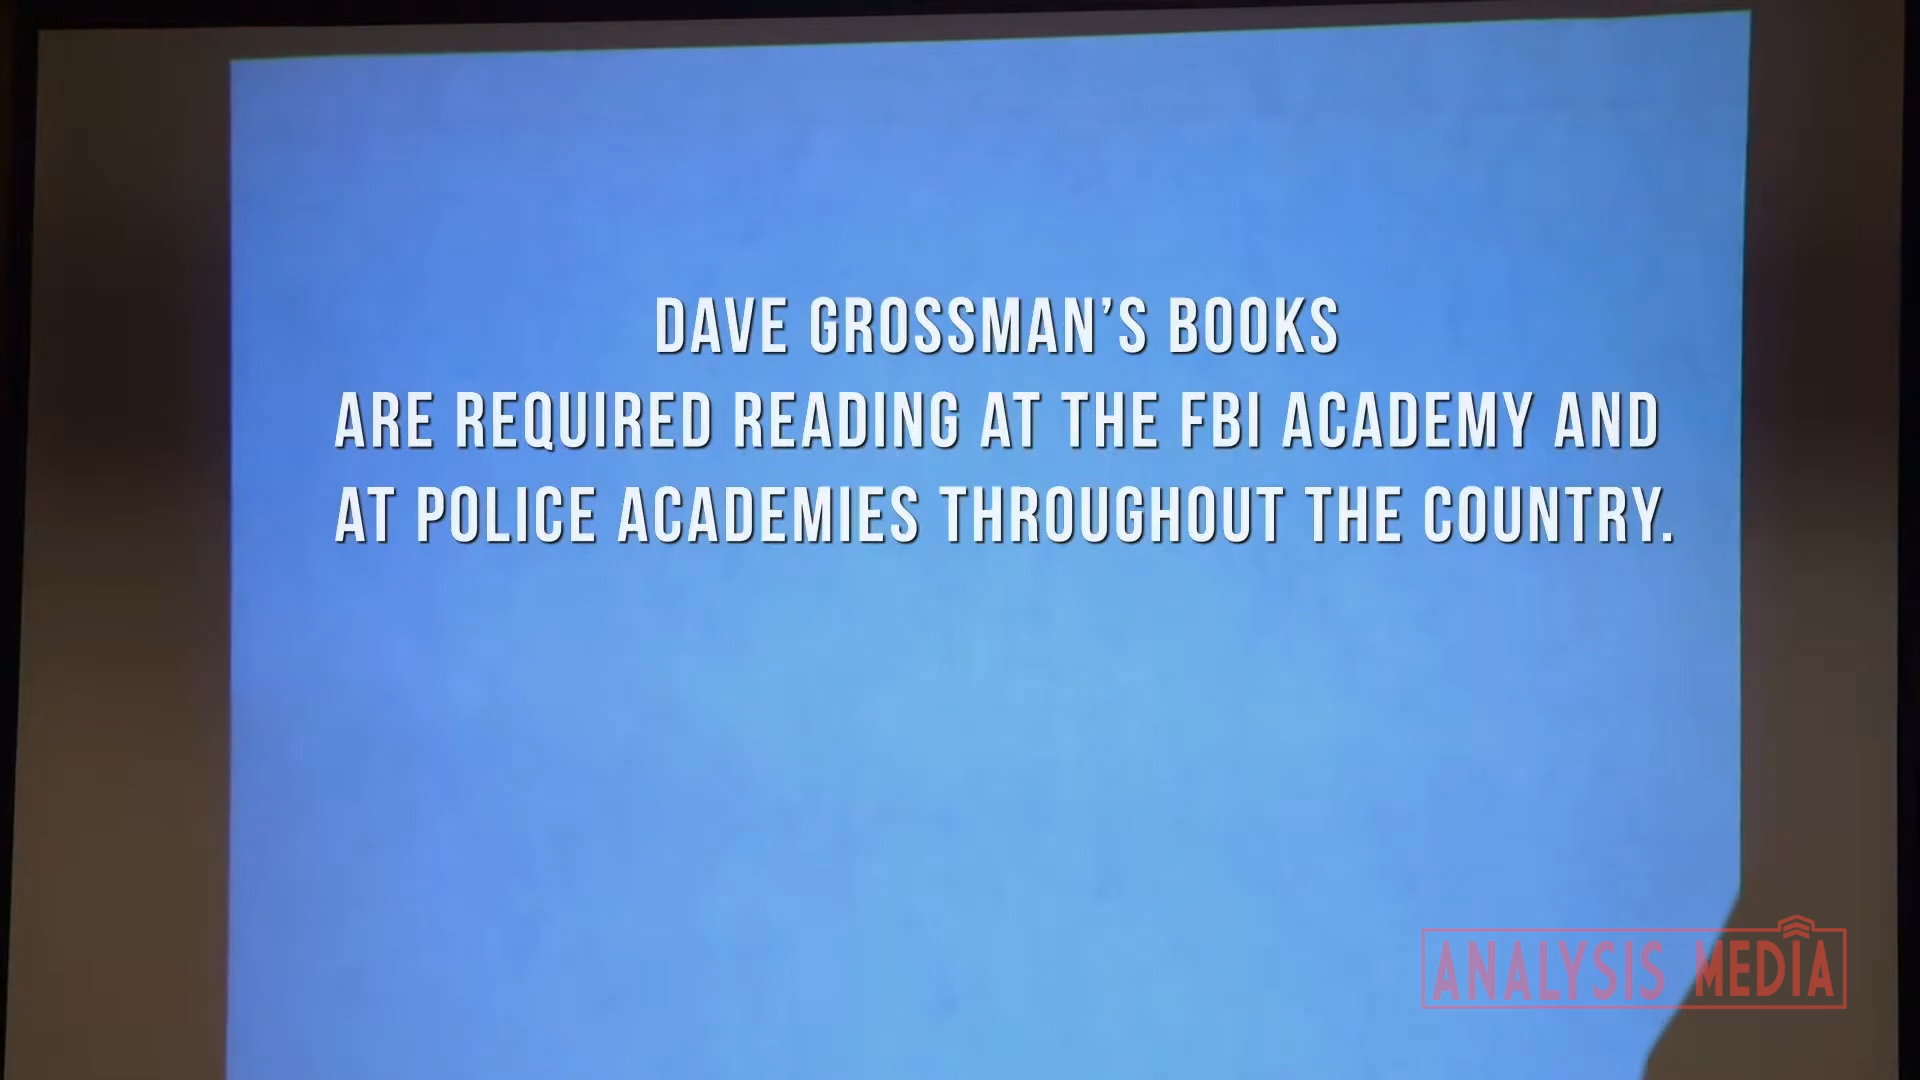 DAVE GROSSMAN'S BOOKS
ARE REQUIRED READING AT THE FBI ACADEMY AND
AT POLICE ACADEMIES THROUGHOUT THE COUNTRY.
ANALYSIS MEDIA